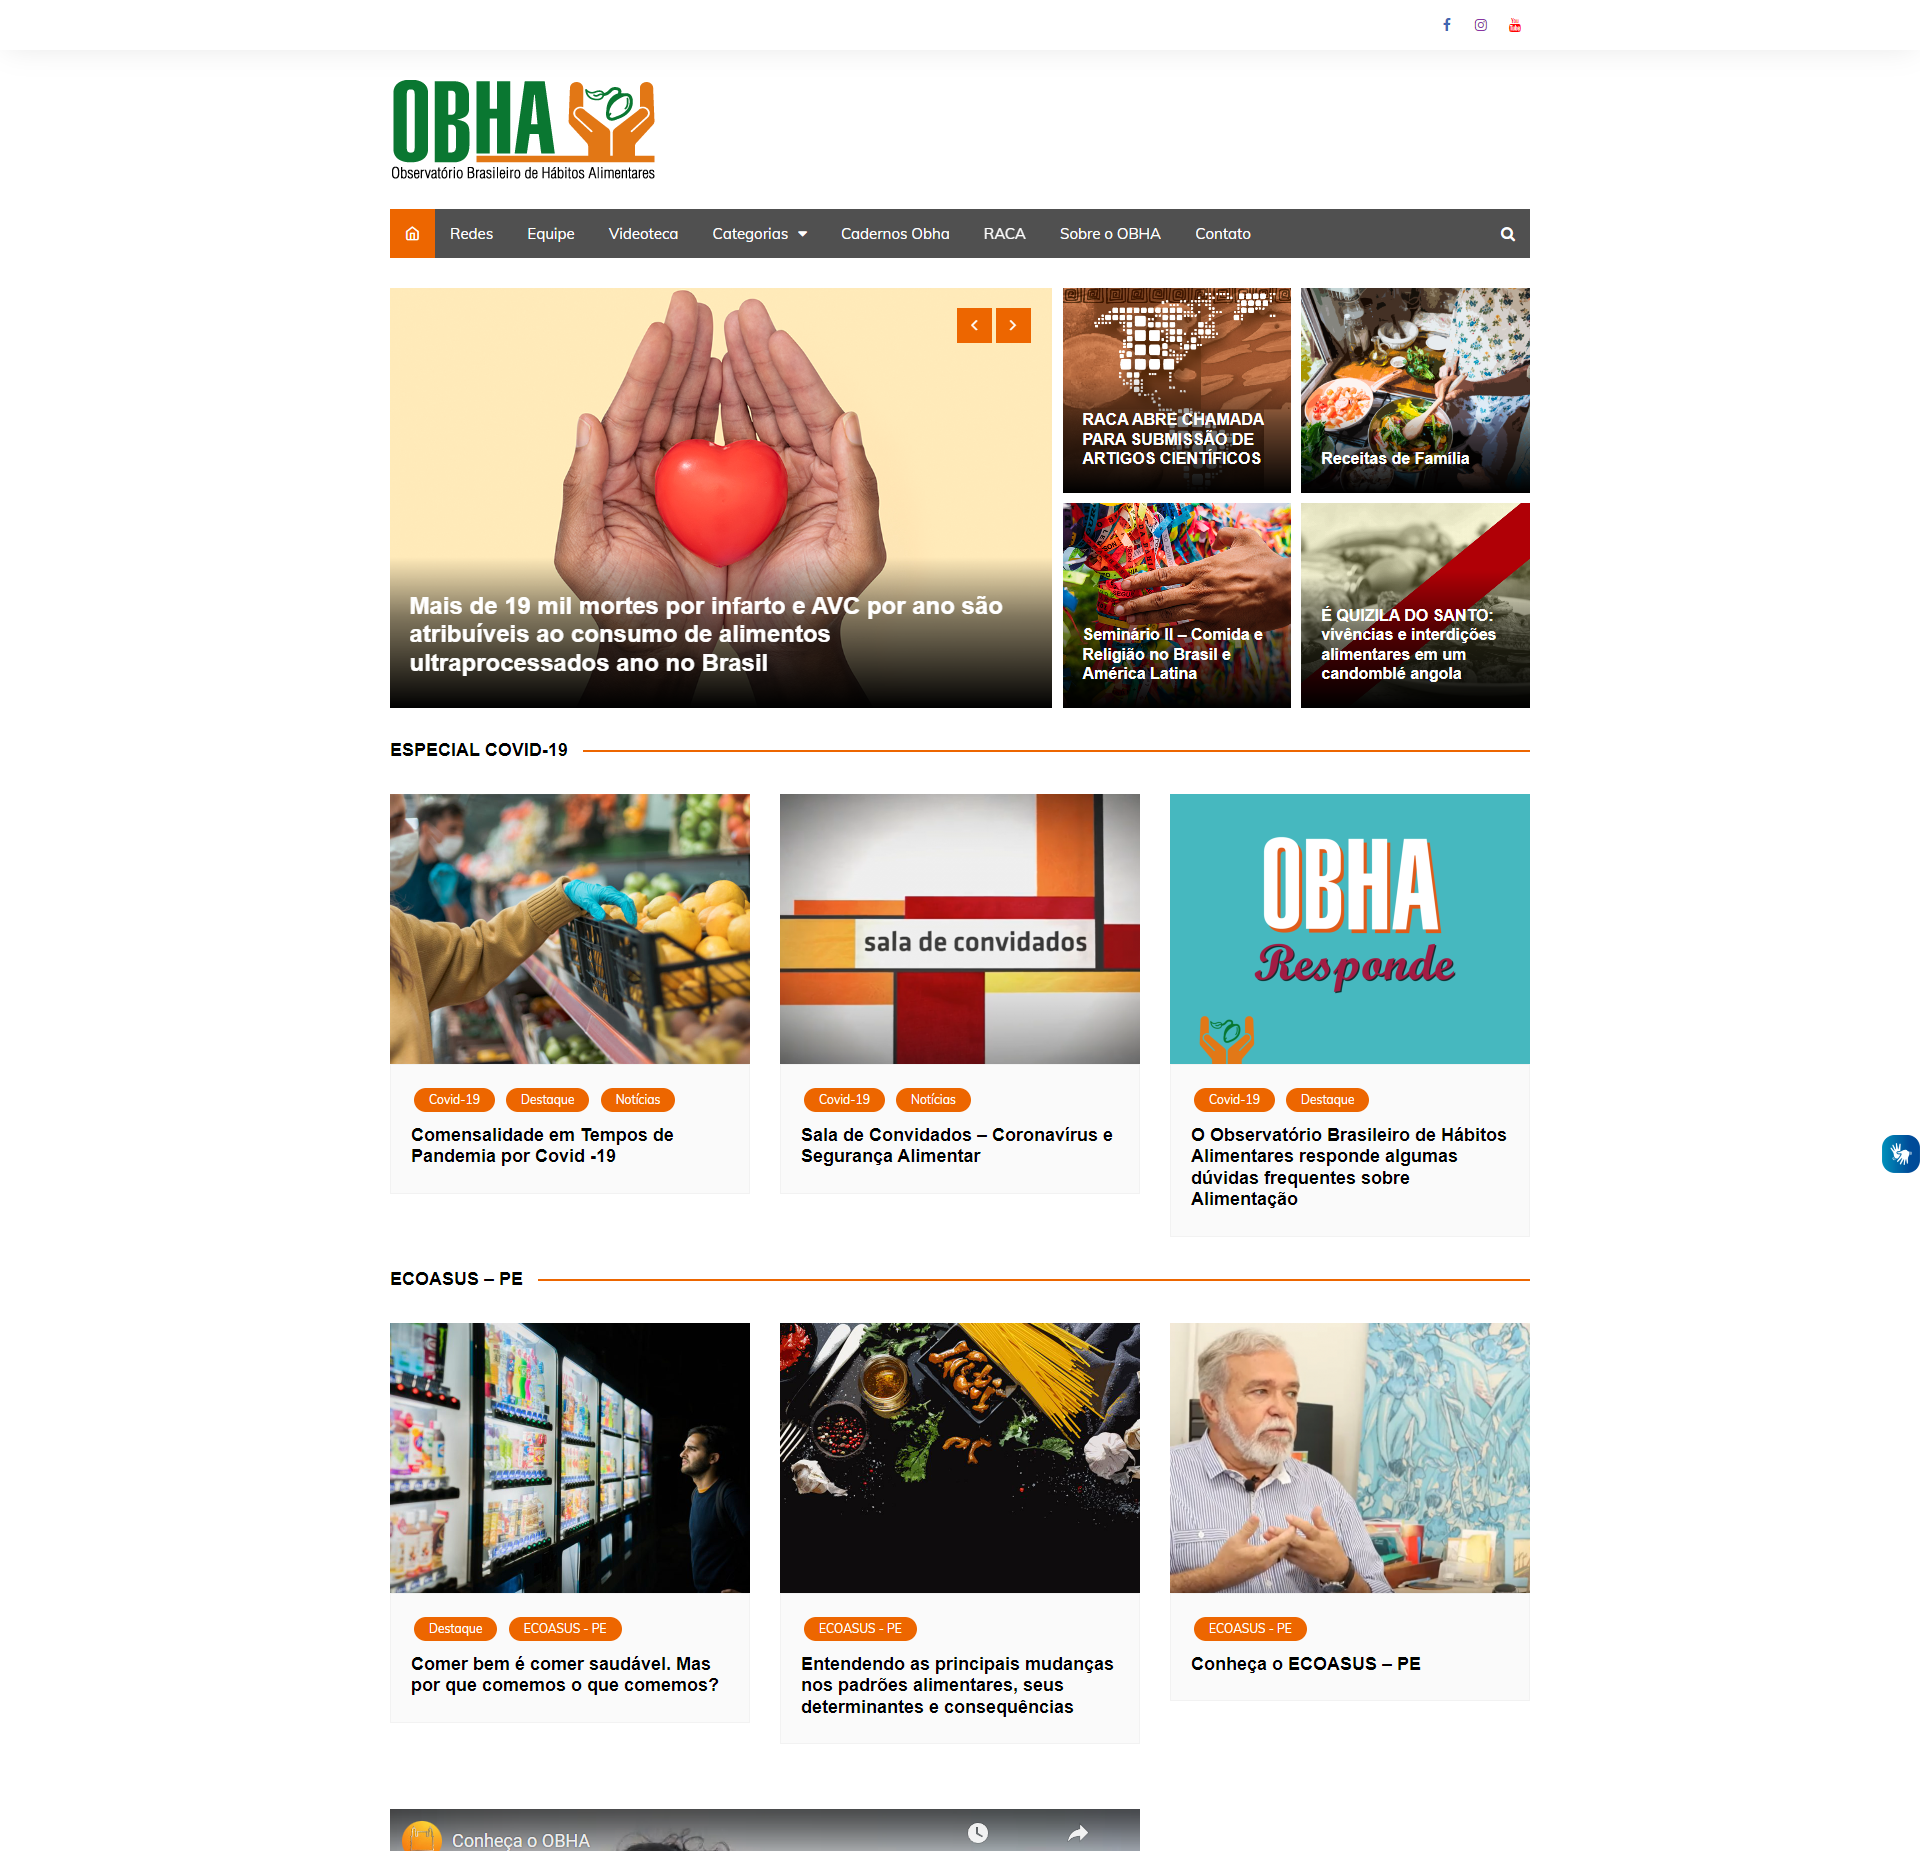 OBHA
Observatório Brasileiro de Hábitos Alimentares
Redes
Equipe
Videoteca
Categorias
Cadernos Obha
RACA
Sobre o OBHA
Contato
Mais de 19 mil mortes por infarto e AVC por ano são
atribuíveis ao consumo de alimentos
ultraprocessados ano no Brasil
RACA ABRE CHAMADA
PARA SUBMISSÃO DE
ARTIGOS CIENTÍFICOS
Receitas de Família
Seminário II – Comida e
Religião no Brasil e
América Latina
É QUIZILA DO SANTO:
vivências e interdições
alimentares em um
candomblé angola
ESPECIAL COVID-19
sala de convidados
OBHA
Responde
Covid-19
Destaque
Notícias
Comensalidade em Tempos de
Pandemia por Covid -19
Covid-19
Notícias
Sala de Convidados – Coronavírus e
Segurança Alimentar
Covid-19
Destaque
O Observatório Brasileiro de Hábitos
Alimentares responde algumas
dúvidas frequentes sobre
Alimentação
ECOASUS – PE
Destaque
ECOASUS - PE
Comer bem é comer saudável. Mas
por que comemos o que comemos?
ECOASUS - PE
Entendendo as principais mudanças
nos padrões alimentares, seus
determinantes e consequências
ECOASUS - PE
Conheça o ECOASUS – PE
Conheça o OBHA